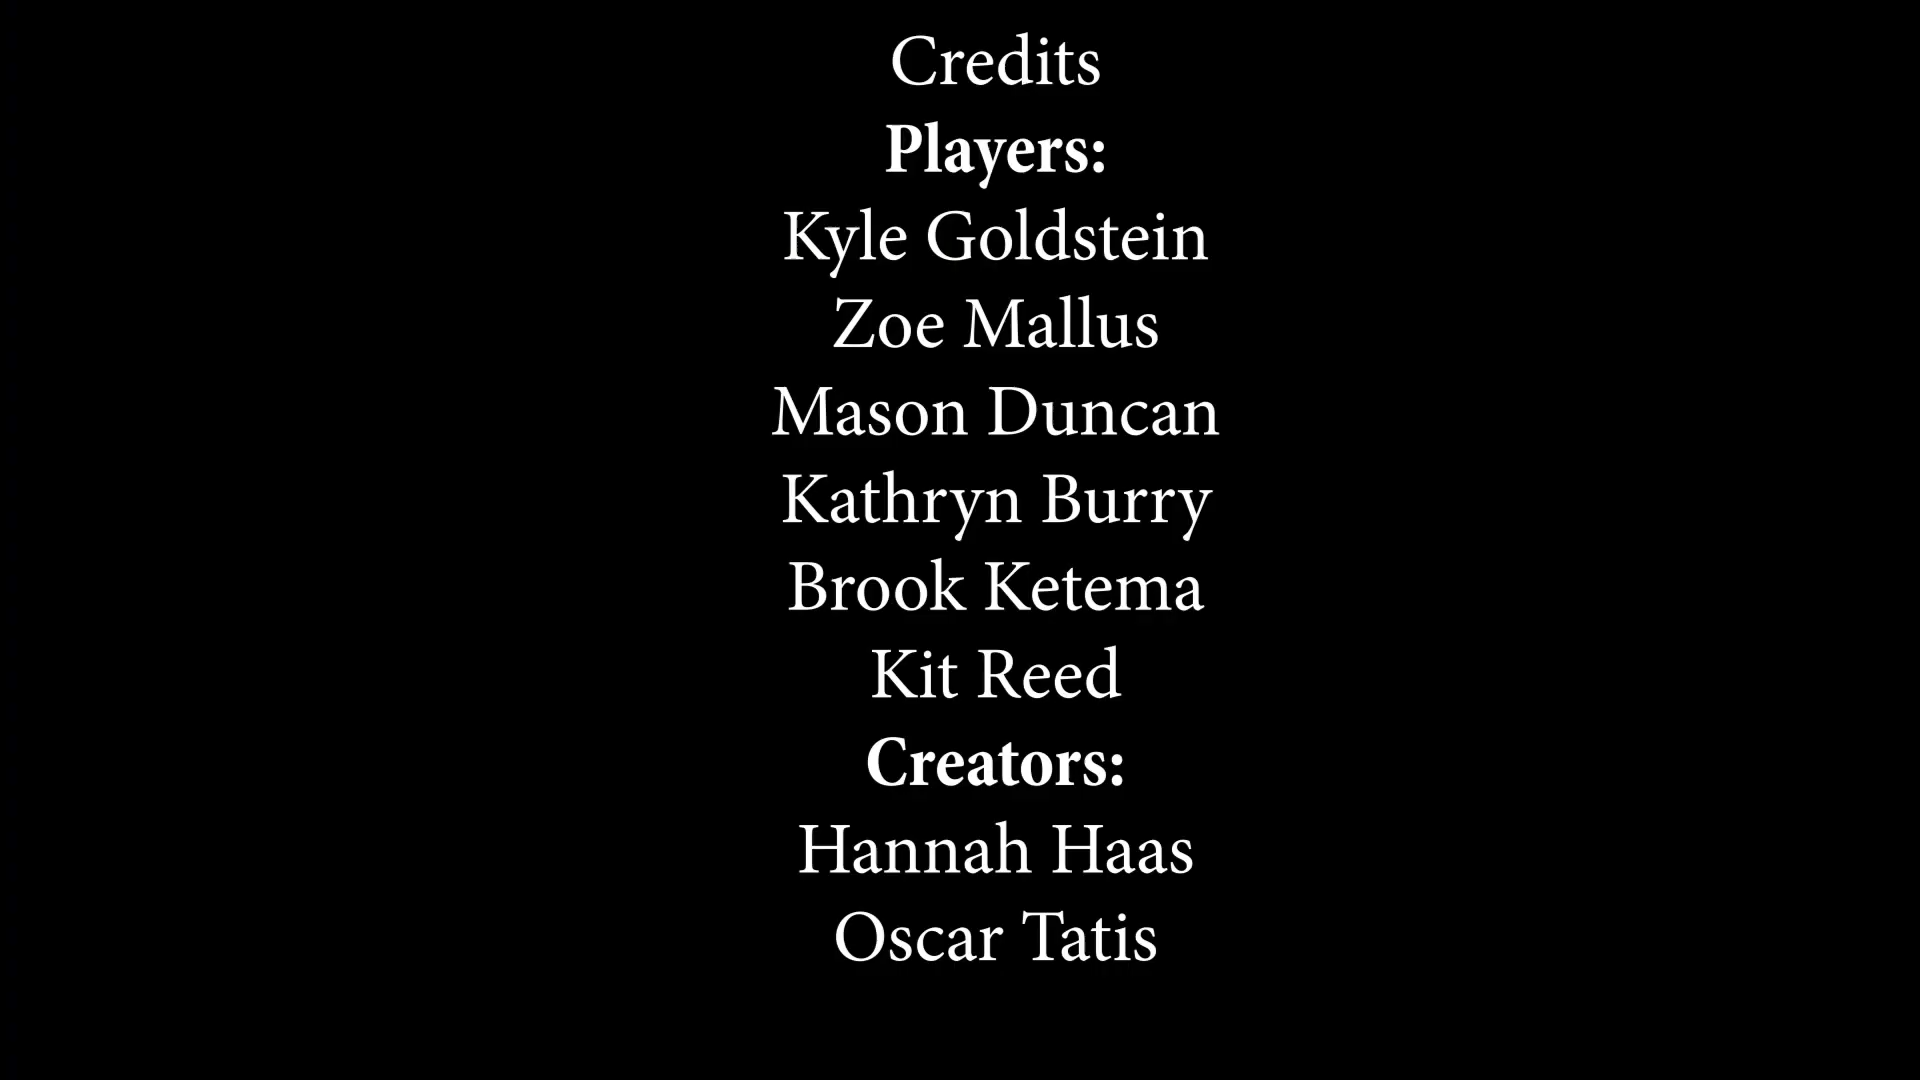 Credits
Players:
Kyle Goldstein
Zoe Mallus
Mason Duncan
Kathryn Burry
Brook Ketema
Kit Reed
Creators:
Hannah Haas
Oscar Tatis